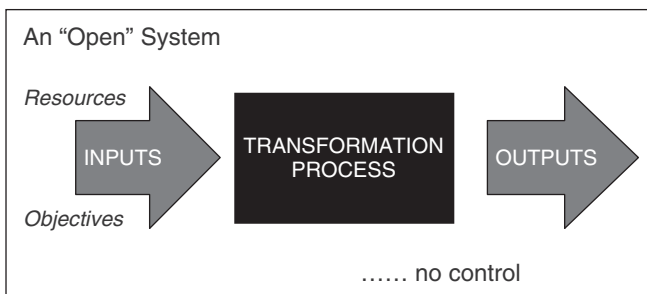 An “Open” System
Resources
INPUTS
Objectives
TRANSFORMATION
PROCESS
OUTPUTS
...... no control